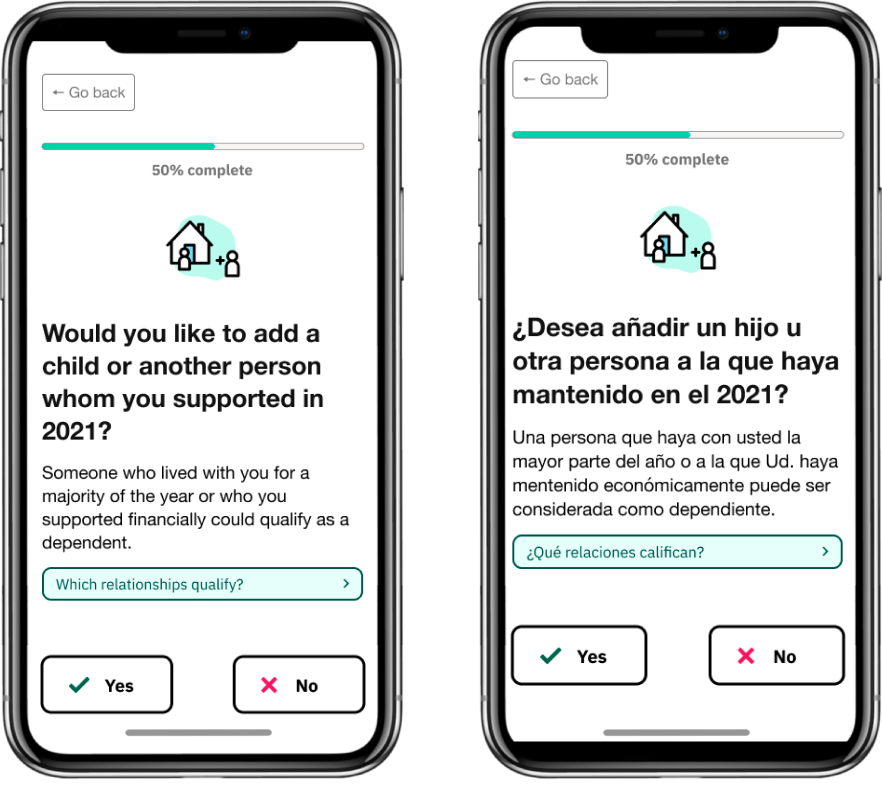 ← Go back
50% complete
Would you like to add a
child or another person
whom you supported in
2021?
Someone who lived with you for a
majority of the year or who you
supported financially could qualify as a
dependent.
Which relationships qualify? >
Yes
No
← Go back
50% complete
¿Desea añadir un hijo u
otra persona a la que haya
mantenido en el 2021?
Una persona que haya con usted la
mayor parte del año o a la que Ud. haya
mentenido económicamente puede ser
considerada como dependiente.
¿Qué relaciones califican? >
Yes
No